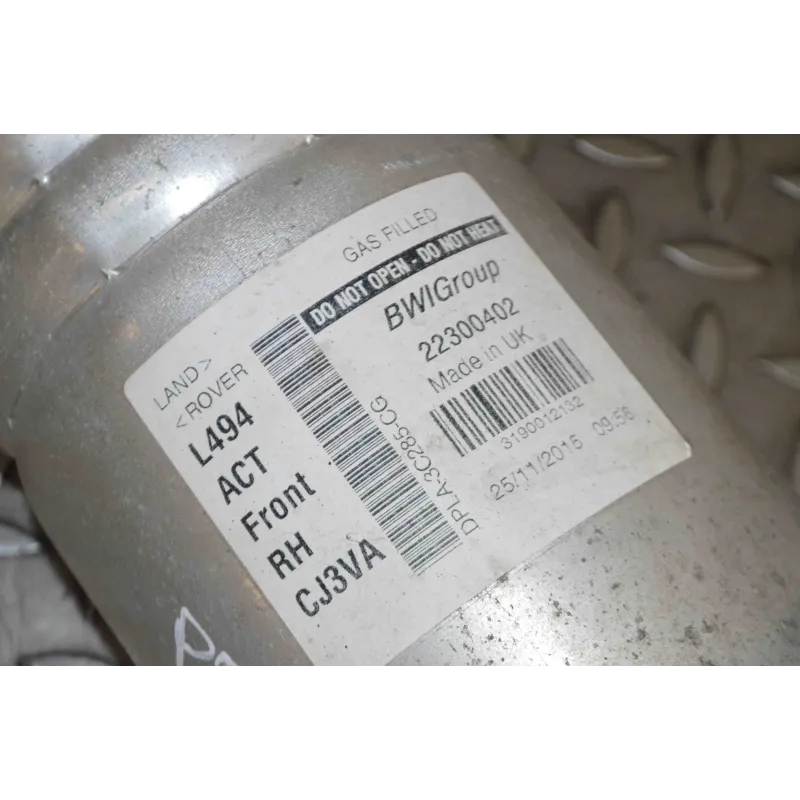 LAND>
<ROVER
L494
ACT
Front
RH
CJ3VA
GAS FILLED
DO NOT OPEN - DO NOT HEAT
BWIGroup
22300402
Made in UK
DPLA-3C285-CG
3190012132
25/11/2015 09:56